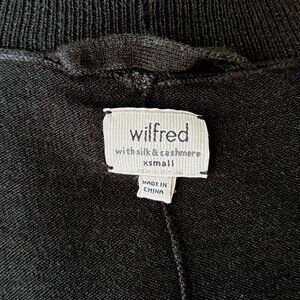 wilfred
with silk & cashmere
xsmall
MADE IN
CHINA